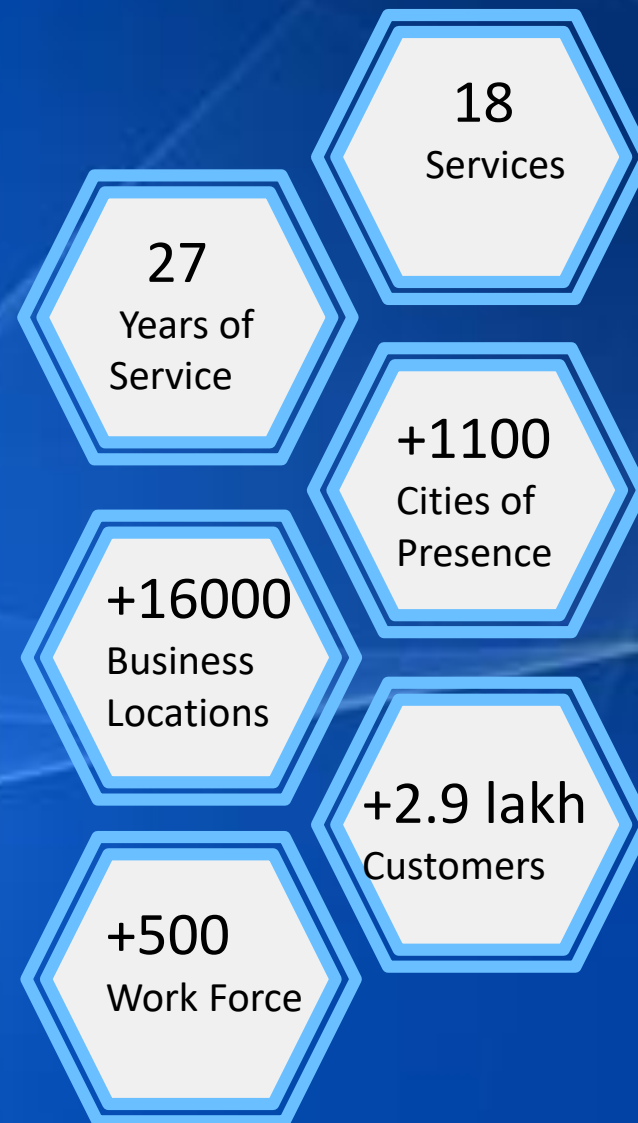 18
Services
27
Years of
Service
+1100
Cities of
Presence
+16000
Business
Locations
+2.9 lakh
Customers
+500
Work Force